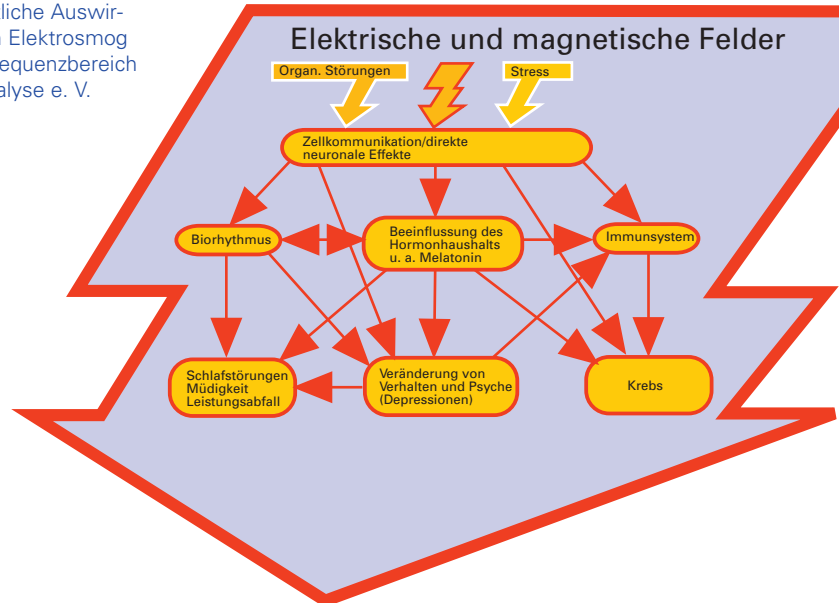 kliche Auswir-
n Elektrosmog
equenzbereich
alyse e. V.
Elektrische und magnetische Felder
Organ. Störungen
Stress
Zellkommunikation/direkte
neuronale Effekte
Biorhythmus
Beeinflussung des
Hormonhaushalts
u. a. Melatonin
Immunsystem
Schlafstörungen
Müdigkeit
Leistungsabfall
Veränderung von
Verhalten und Psyche
(Depressionen)
Krebs